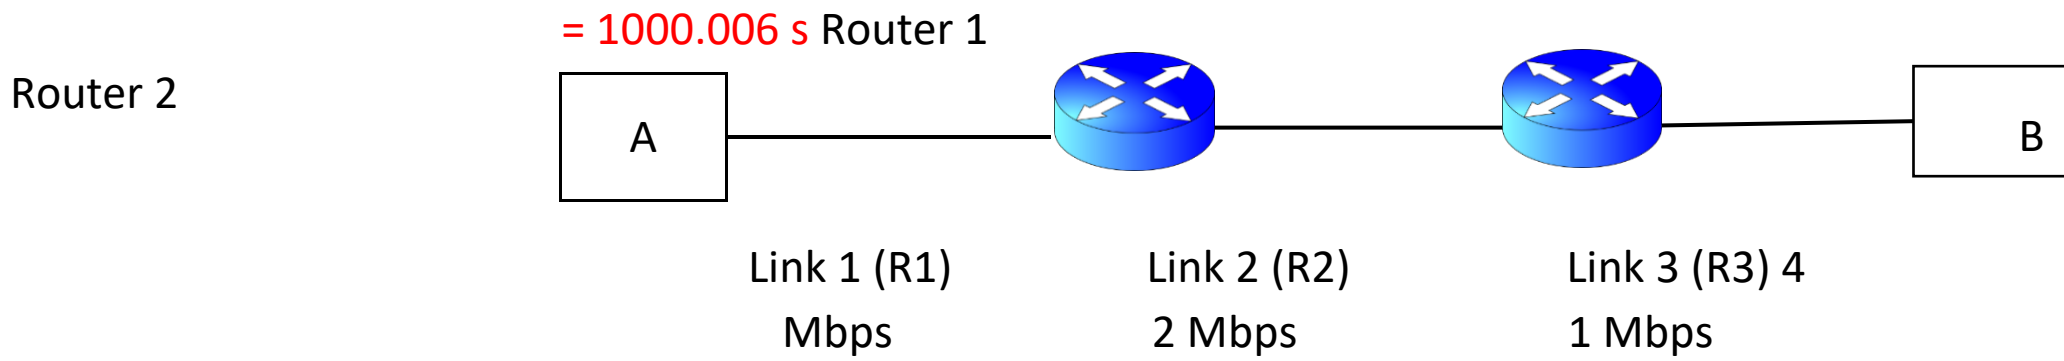 = 1000.006 s Router 1
Router 2
A
B
Link 1 (R1) Link 2 (R2) Link 3 (R3) 4
Mbps 2 Mbps 1 Mbps